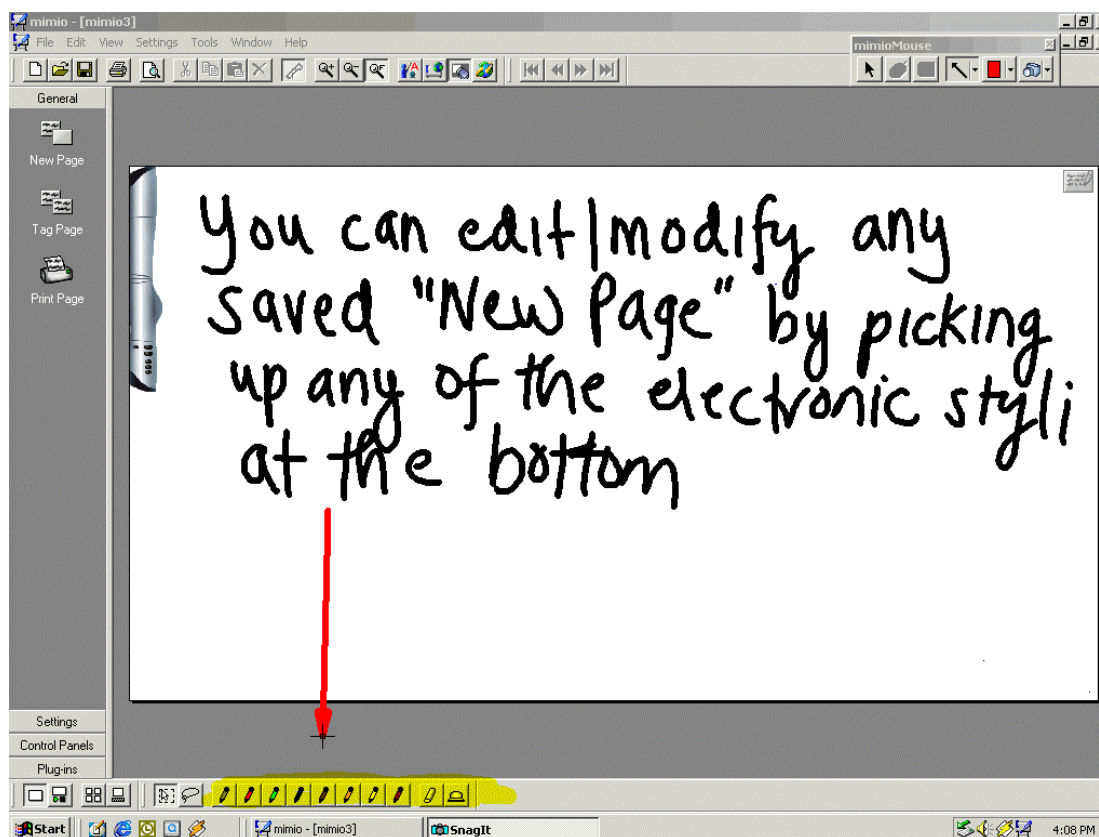 mimio - [mimio3]
File Edit View Settings Tools Window Help
mimioMouse
General
New Page
Tag Page
Print Page
You can edit/modify any
saved "New Page" by picking
up any of the electronic styli
at the bottom
Settings
Control Panels
Plug-ins
Start
mimio - [mimio3]
SnagIt
4:08 PM